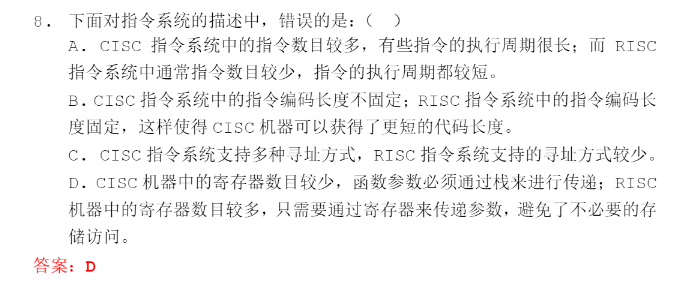 8. 下面对指令系统的描述中，错误的是：（ ）
A. CISC 指令系统中的指令数目较多，有些指令的执行周期很长；而 RISC
指令系统中通常指令数目较少，指令的执行周期都较短。
B.CISC 指令系统中的指令编码长度不固定；RISC 指令系统中的指令编码长
度固定，这样使得 CISC 机器可以获得了更短的代码长度。
C. CISC 指令系统支持多种寻址方式，RISC 指令系统支持的寻址方式较少。
D.CISC 机器中的寄存器数目较少，函数参数必须通过栈来进行传递；RISC
机器中的寄存器数目较多，只需要通过寄存器来传递参数，避免了不必要的存
储访问。
答案：D